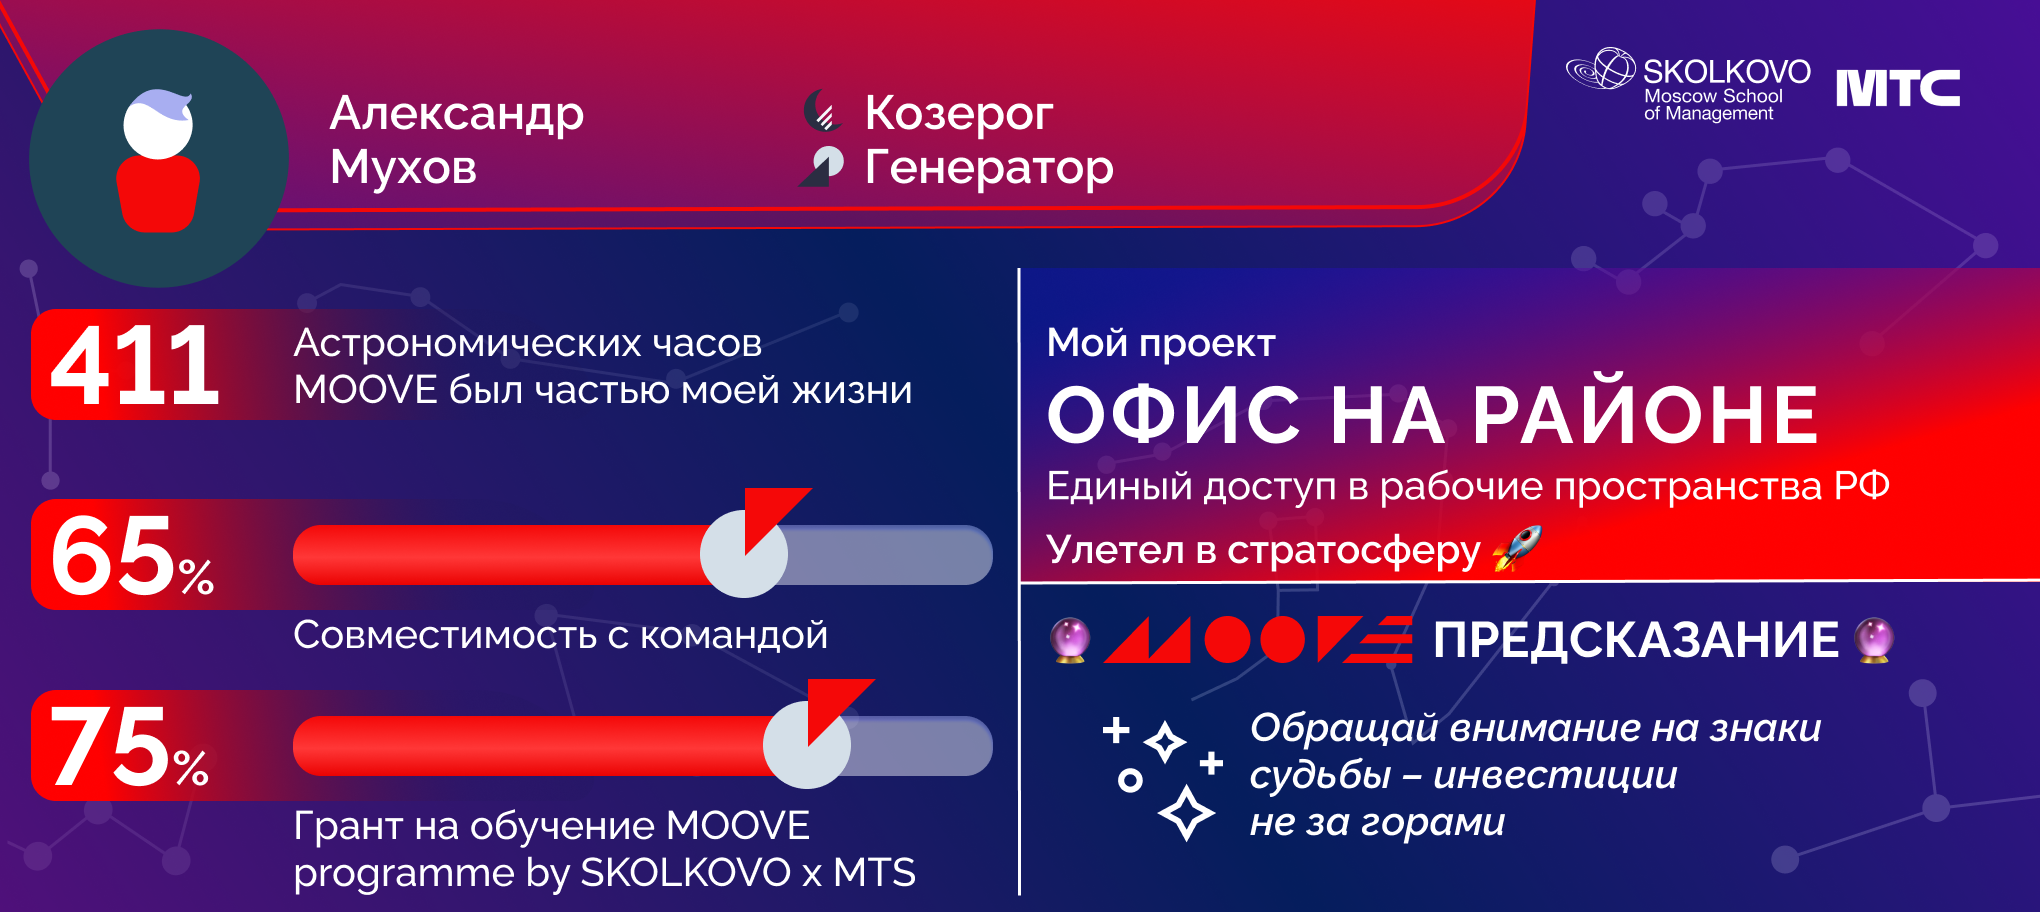 Александр
Мухов
Козерог
Генератор
SKOLKOVO
Moscow School
of Management
МТС
411
Астрономических часов
MOOVE был частью моей жизни
65%
Совместимость с командой
75%
Грант на обучение MOOVE
programme by SKOLKOVO x MTS
Мой проект
ОФИС НА РАЙОНЕ
Единый доступ в рабочие пространства РФ
Улетел в стратосферу 🚀
🔮 MOOVE ПРЕДСКАЗАНИЕ 🔮
Обращай внимание на знаки
судьбы – инвестиции
не за горами